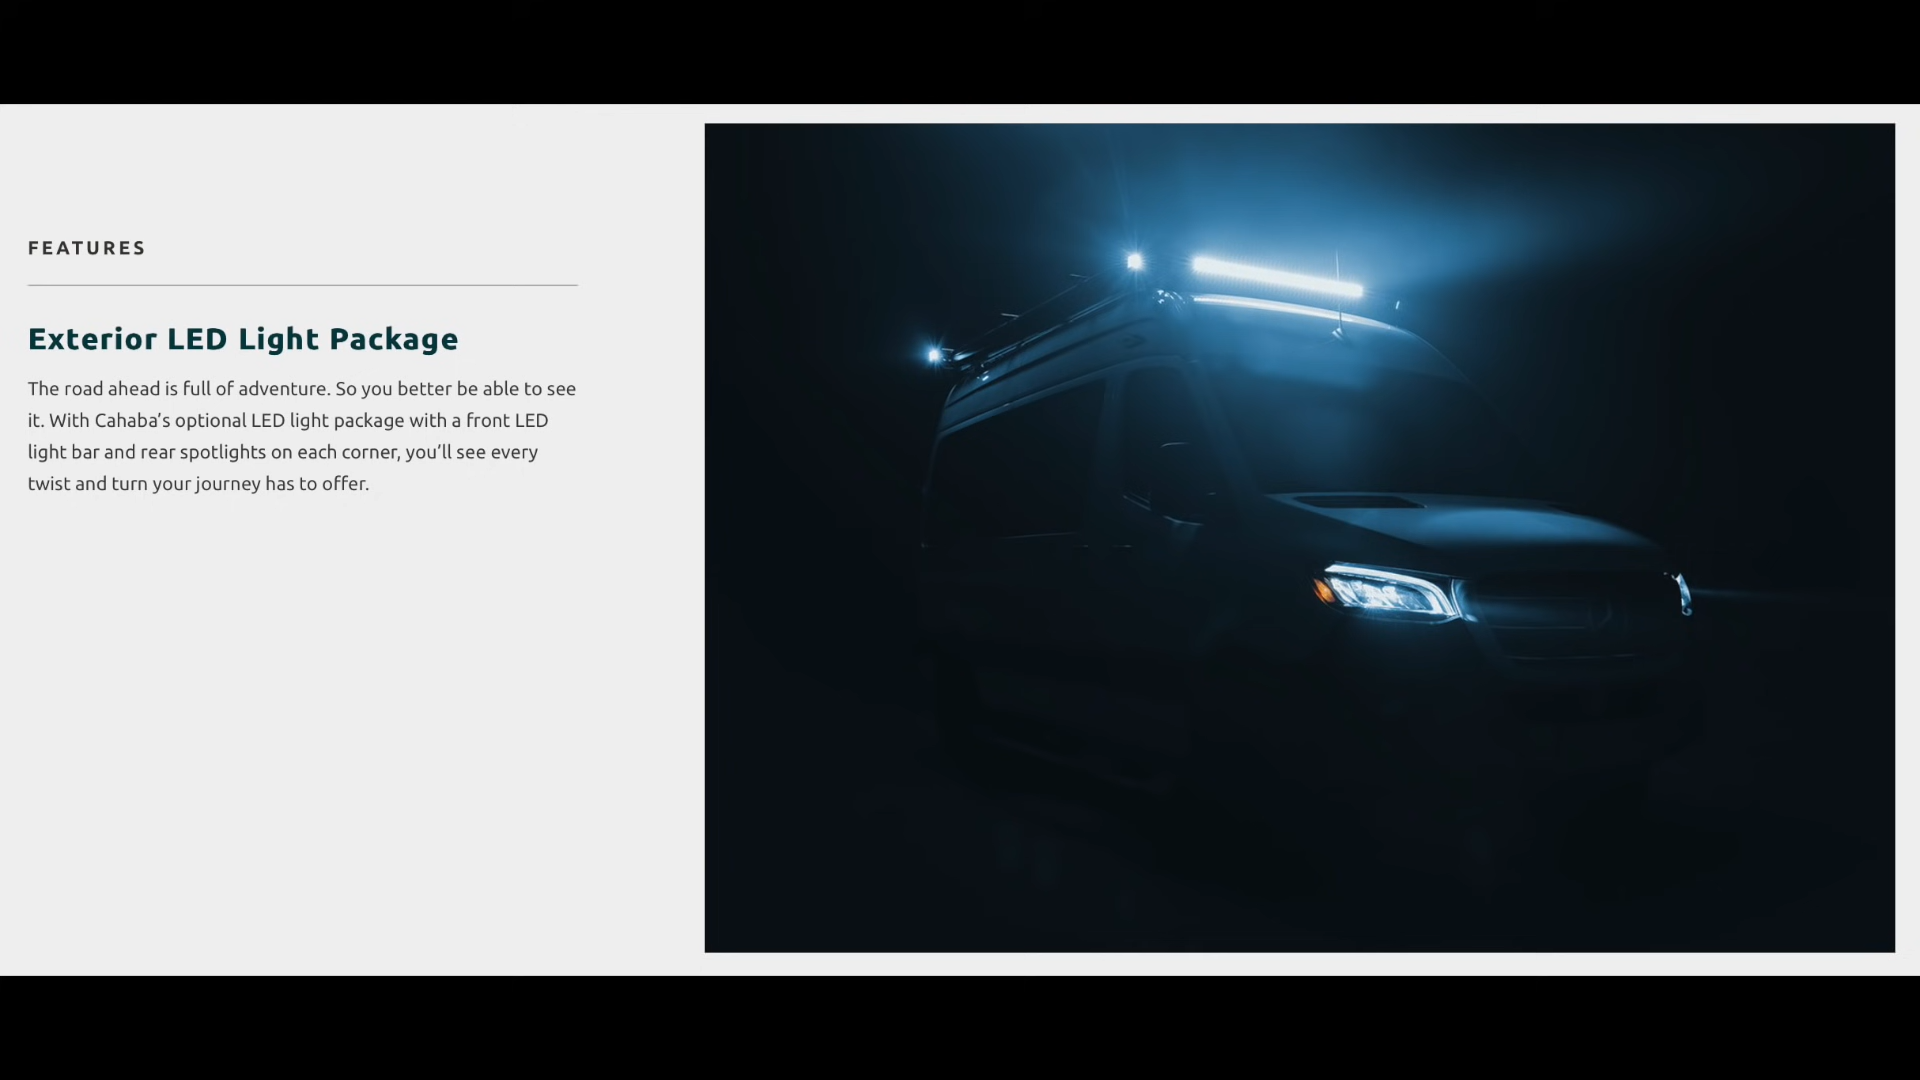 FEATURES
Exterior LED Light Package
The road ahead is full of adventure. So you better be able to see
it. With Cahaba’s optional LED light package with a front LED
light bar and rear spotlights on each corner, you’ll see every
twist and turn your journey has to offer.